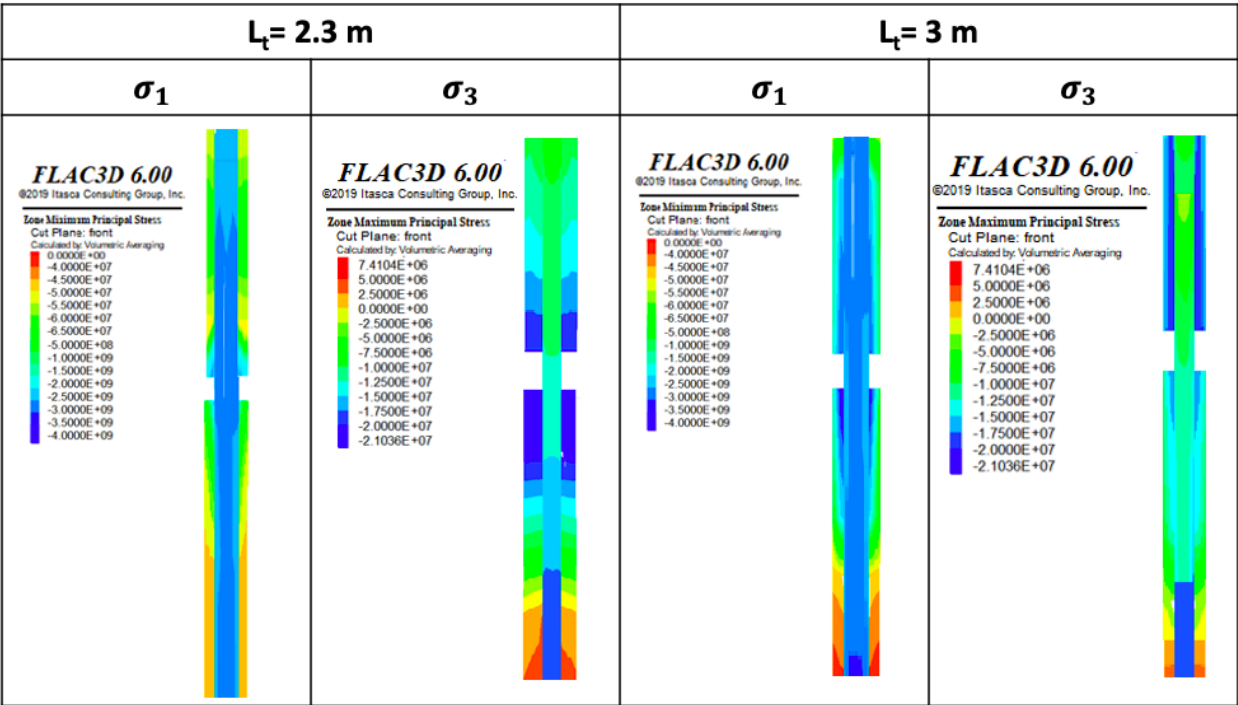 Lt= 2.3 m
Lt= 3 m
σ1
σ3
σ1
σ3
FLAC3D 6.00
©2019 Itasca Consulting Group, Inc.
Zone Minimum Principal Stress
Cut Plane: front
Calculated by: Volumetric Averaging
0.0000E+00
-4.0000E+07
-4.5000E+07
-5.0000E+07
-5.5000E+07
-6.0000E+07
-6.5000E+07
-5.0000E+08
-1.0000E+09
-1.5000E+09
-2.0000E+09
-2.5000E+09
-3.0000E+09
-3.5000E+09
-4.0000E+09
FLAC3D 6.00
©2019 Itasca Consulting Group, Inc.
Zone Maximum Principal Stress
Cut Plane: front
Calculated by: Volumetric Averaging
7.4104E+06
5.0000E+06
2.5000E+06
0.0000E+00
-2.5000E+06
-5.0000E+06
-7.5000E+06
-1.0000E+07
-1.2500E+07
-1.5000E+07
-1.7500E+07
-2.0000E+07
-2.1036E+07
FLAC3D 6.00
©2019 Itasca Consulting Group, Inc.
Zone Minimum Principal Stress
Cut Plane: front
Calculated by: Volumetric Averaging
0.0000E+00
-4.0000E+07
-4.5000E+07
-5.0000E+07
-5.5000E+07
-6.0000E+07
-6.5000E+07
-5.0000E+08
-1.0000E+09
-1.5000E+09
-2.0000E+09
-2.5000E+09
-3.0000E+09
-3.5000E+09
-4.0000E+09
FLAC3D 6.00
©2019 Itasca Consulting Group, Inc.
Zone Maximum Principal Stress
Cut Plane: front
Calculated by: Volumetric Averaging
7.4104E+06
5.0000E+06
2.5000E+06
0.0000E+00
-2.5000E+06
-5.0000E+06
-7.5000E+06
-1.0000E+07
-1.2500E+07
-1.5000E+07
-1.7500E+07
-2.0000E+07
-2.1036E+07